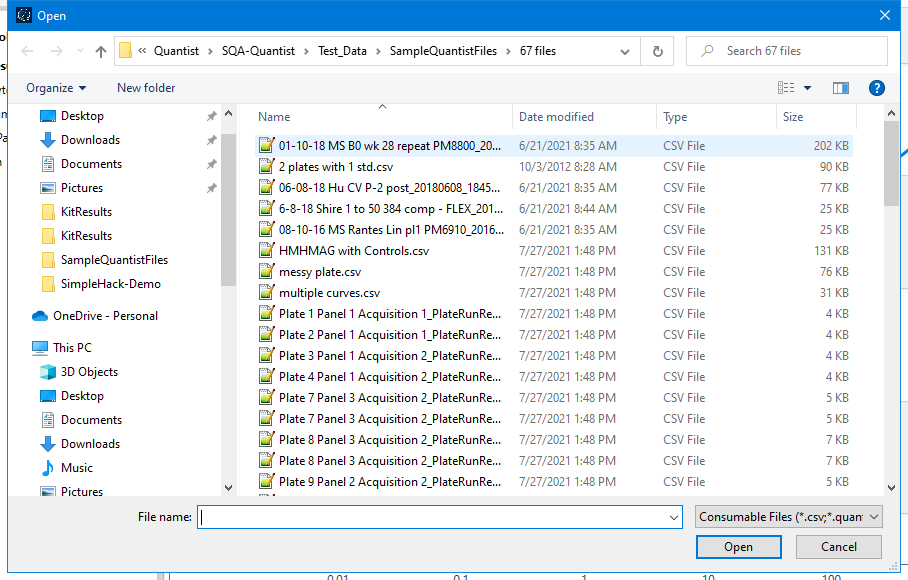 Open
« Quantist › SQA-Quantist › Test_Data › SampleQuantistFiles › 67 files
Search 67 files
Organize New folder
Desktop
Downloads
Documents
Pictures
KitResults
KitResults
SampleQuantistFiles
SimpleHack-Demo
OneDrive - Personal
This PC
3D Objects
Desktop
Documents
Downloads
Music
Pictures
Name Date modified Type Size
01-10-18 MS B0 wk 28 repeat PM8800_20... 6/21/2021 8:35 AM CSV File 202 KB
2 plates with 1 std.csv 10/3/2012 8:28 AM CSV File 90 KB
06-08-18 Hu CV P-2 post_20180608_1845... 6/21/2021 8:35 AM CSV File 77 KB
6-8-18 Shire 1 to 50 384 comp - FLEX_201... 6/21/2021 8:44 AM CSV File 25 KB
08-10-16 MS Rantes Lin pl1 PM6910_2016... 6/21/2021 8:35 AM CSV File 25 KB
HMHMAG with Controls.csv 7/27/2021 1:48 PM CSV File 131 KB
messy plate.csv 7/27/2021 1:48 PM CSV File 76 KB
multiple curves.csv 7/27/2021 1:48 PM CSV File 31 KB
Plate 1 Panel 1 Acquisition 1_PlateRunRe... 7/27/2021 1:48 PM CSV File 4 KB
Plate 2 Panel 1 Acquisition 1_PlateRunRe... 7/27/2021 1:48 PM CSV File 4 KB
Plate 3 Panel 1 Acquisition 2_PlateRunRe... 7/27/2021 1:48 PM CSV File 4 KB
Plate 4 Panel 1 Acquisition 2_PlateRunRe... 7/27/2021 1:48 PM CSV File 4 KB
Plate 7 Panel 3 Acquisition 2_PlateRunRe... 7/27/2021 1:48 PM CSV File 5 KB
Plate 7 Panel 3 Acquisition 2_PlateRunRe... 7/27/2021 1:48 PM CSV File 5 KB
Plate 8 Panel 3 Acquisition 2_PlateRunRe... 7/27/2021 1:48 PM CSV File 7 KB
Plate 8 Panel 3 Acquisition 2_PlateRunRe... 7/27/2021 1:48 PM CSV File 7 KB
Plate 9 Panel 2 Acquisition 2_PlateRunRe... 7/27/2021 1:48 PM CSV File 5 KB
File name: Consumable Files (*.csv;*.quant
Open Cancel
0.01 0.1 1 10 100